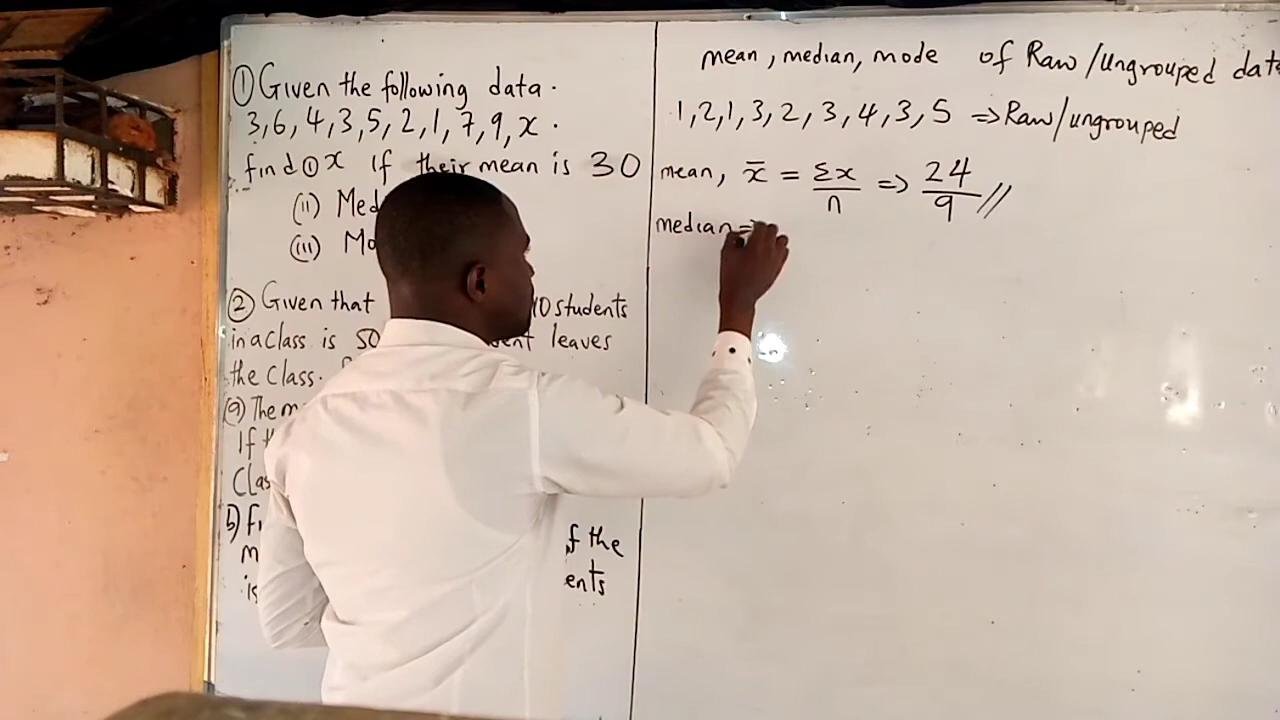 ① Given the following data.
3,6,4,3,5,2,1,7,9,x.
find ① x If their mean is 30
(ii) Med
(iii) Mo
② Given that 10 students
in a class is 50 leaves
the class.
(a) The m
If th
Clas
b) fi f the
m ents
is
mean, median, mode of Raw/Ungrouped data
1,2,1,3,2,3,4,3,5 ⇒ Raw/ungrouped
mean, x̄ = Σx/n ⇒ 24/9 //
median =